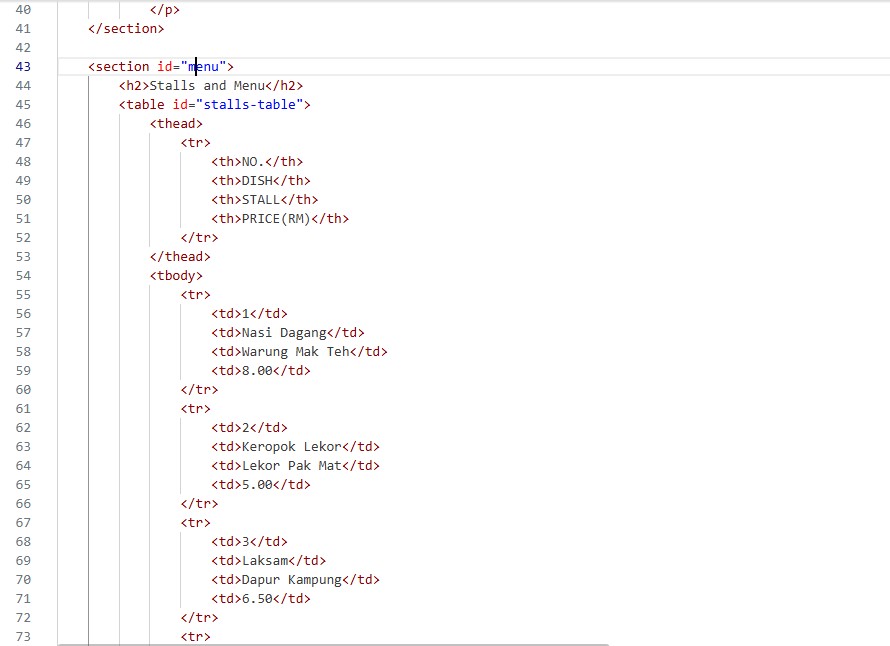 40 </p>
41 </section>
42
43 <section id="menu">
44 <h2>Stalls and Menu</h2>
45 <table id="stalls-table">
46 <thead>
47 <tr>
48 <th>NO.</th>
49 <th>DISH</th>
50 <th>STALL</th>
51 <th>PRICE(RM)</th>
52 </tr>
53 </thead>
54 <tbody>
55 <tr>
56 <td>1</td>
57 <td>Nasi Dagang</td>
58 <td>Warung Mak Teh</td>
59 <td>8.00</td>
60 </tr>
61 <tr>
62 <td>2</td>
63 <td>Keropok Lekor</td>
64 <td>Lekor Pak Mat</td>
65 <td>5.00</td>
66 </tr>
67 <tr>
68 <td>3</td>
69 <td>Laksam</td>
70 <td>Dapur Kampung</td>
71 <td>6.50</td>
72 </tr>
73 <tr>